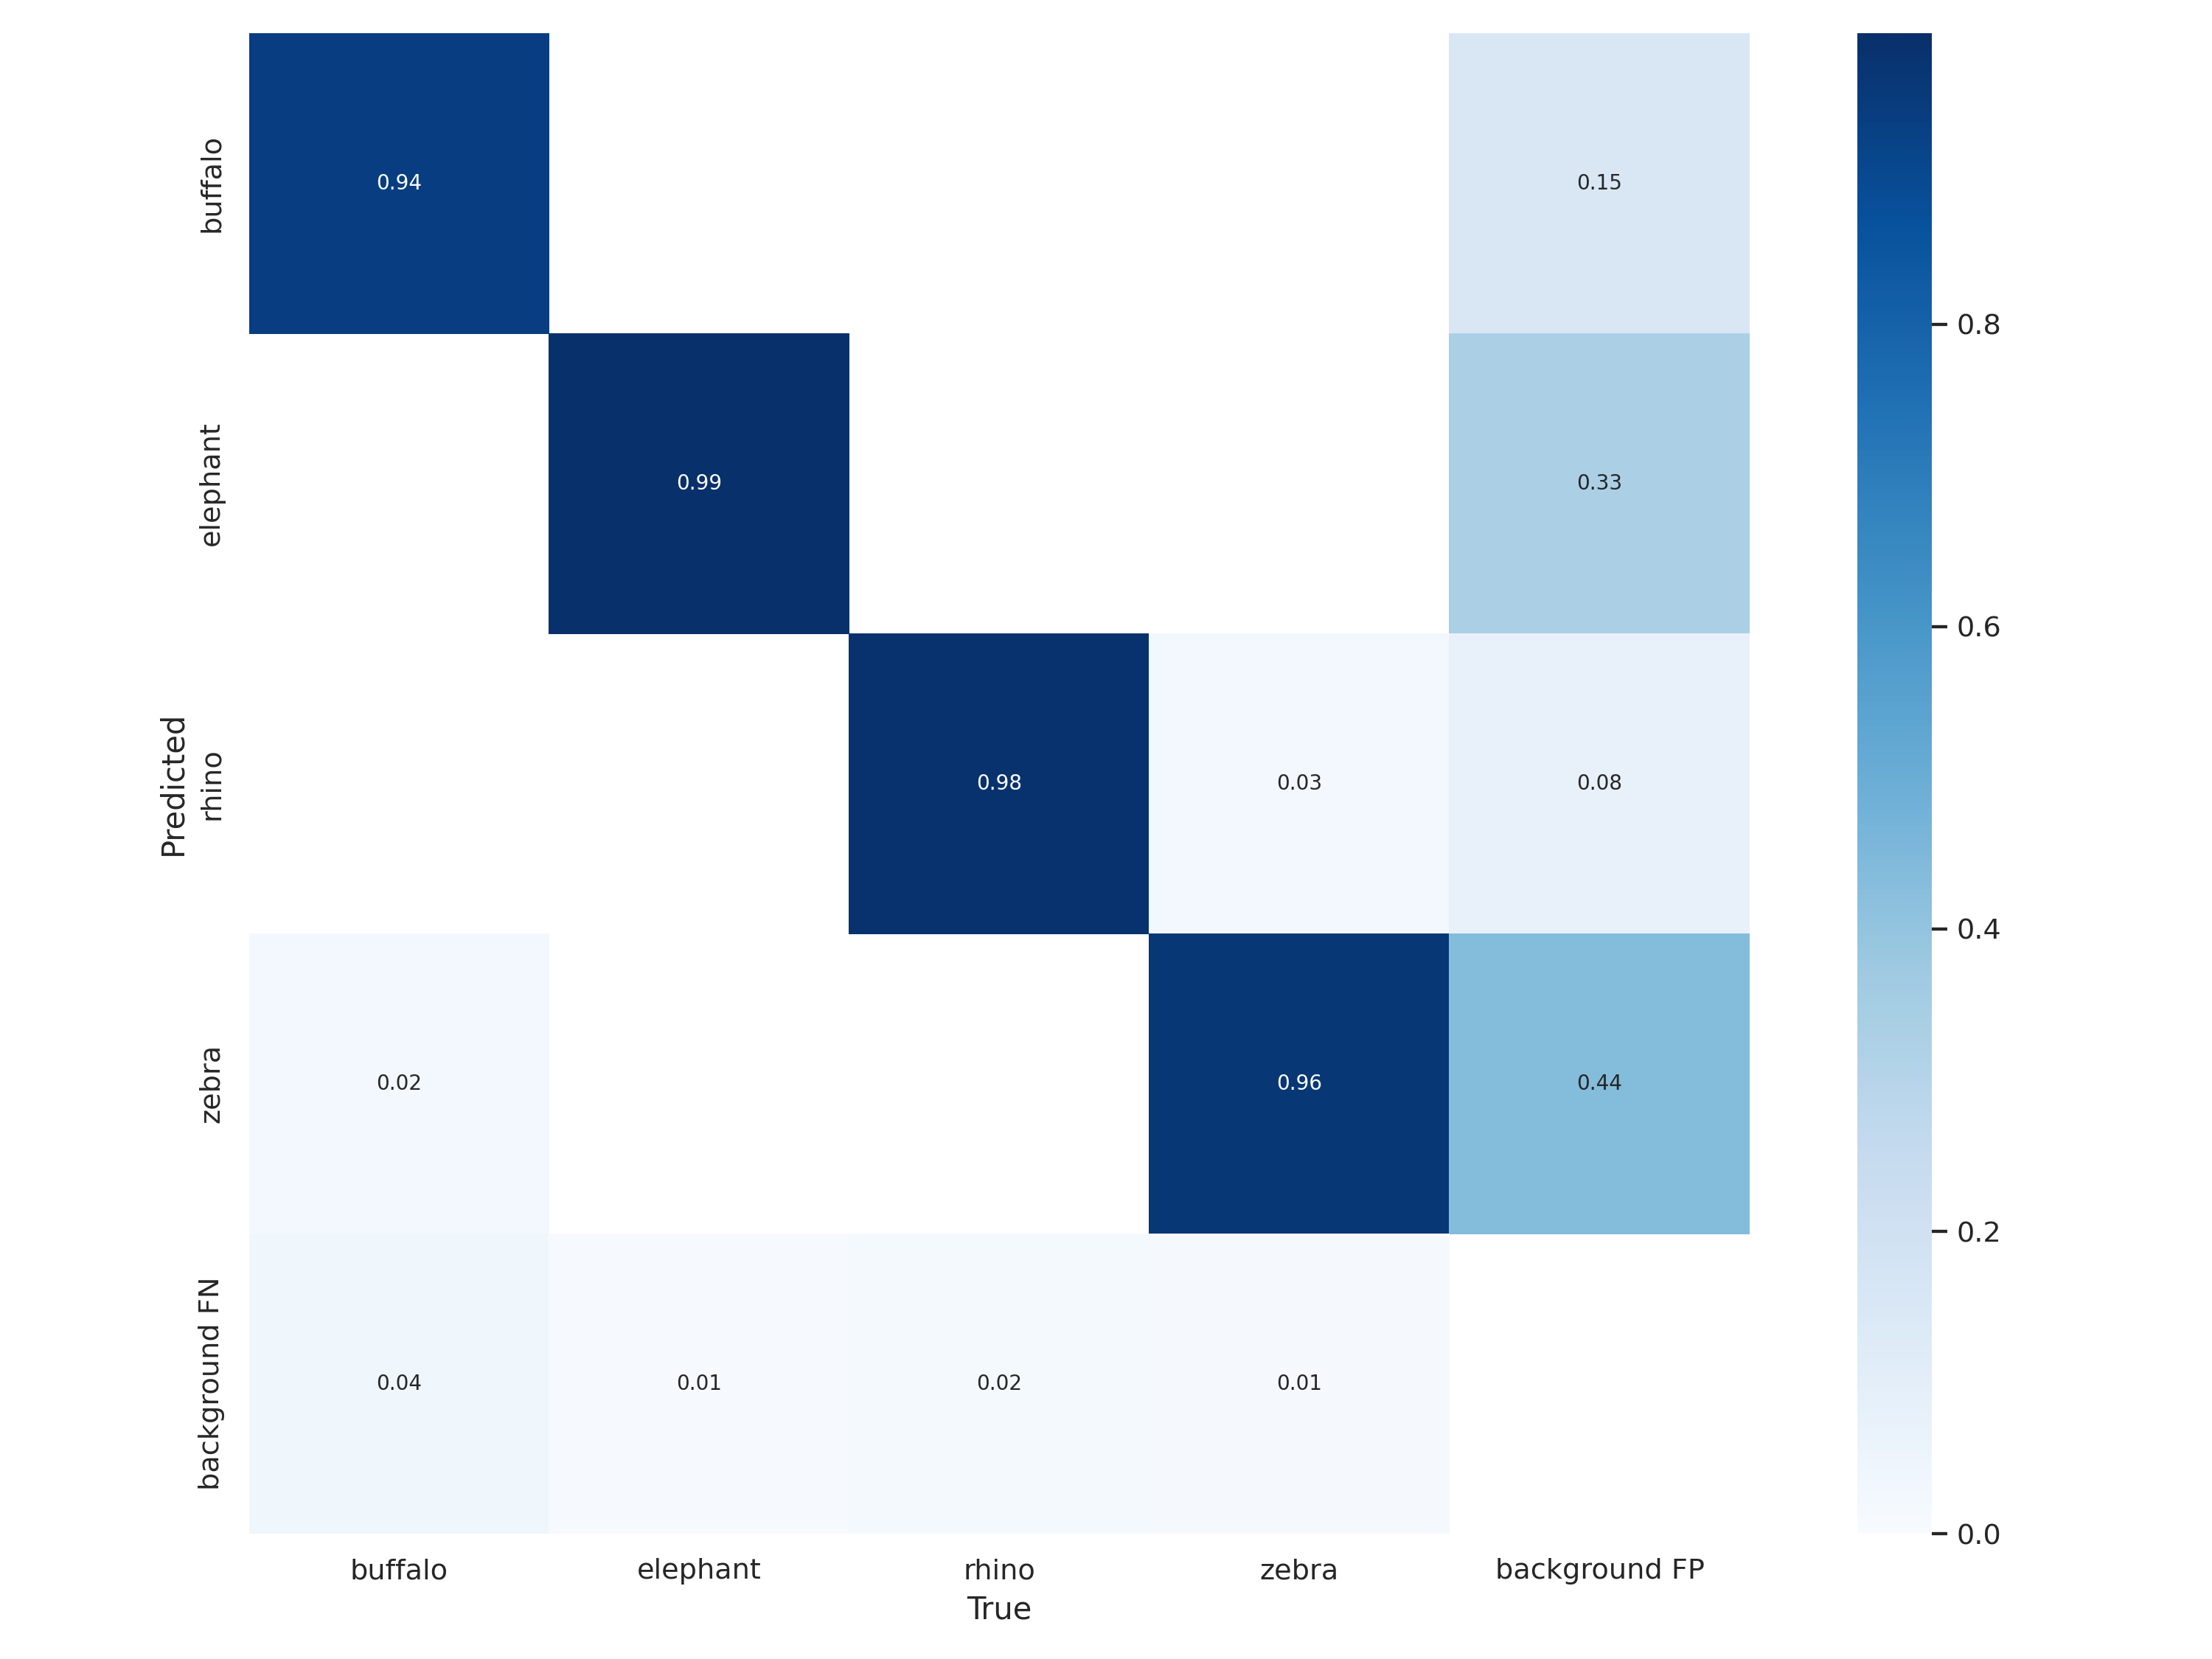 buffalo
0.94
0.15
elephant
0.99
0.33
Predicted
rhino
0.98
0.03
0.08
zebra
0.02
0.96
0.44
background FN
0.04
0.01
0.02
0.01
buffalo
elephant
rhino
zebra
background FP
True
0.8
0.6
0.4
0.2
0.0